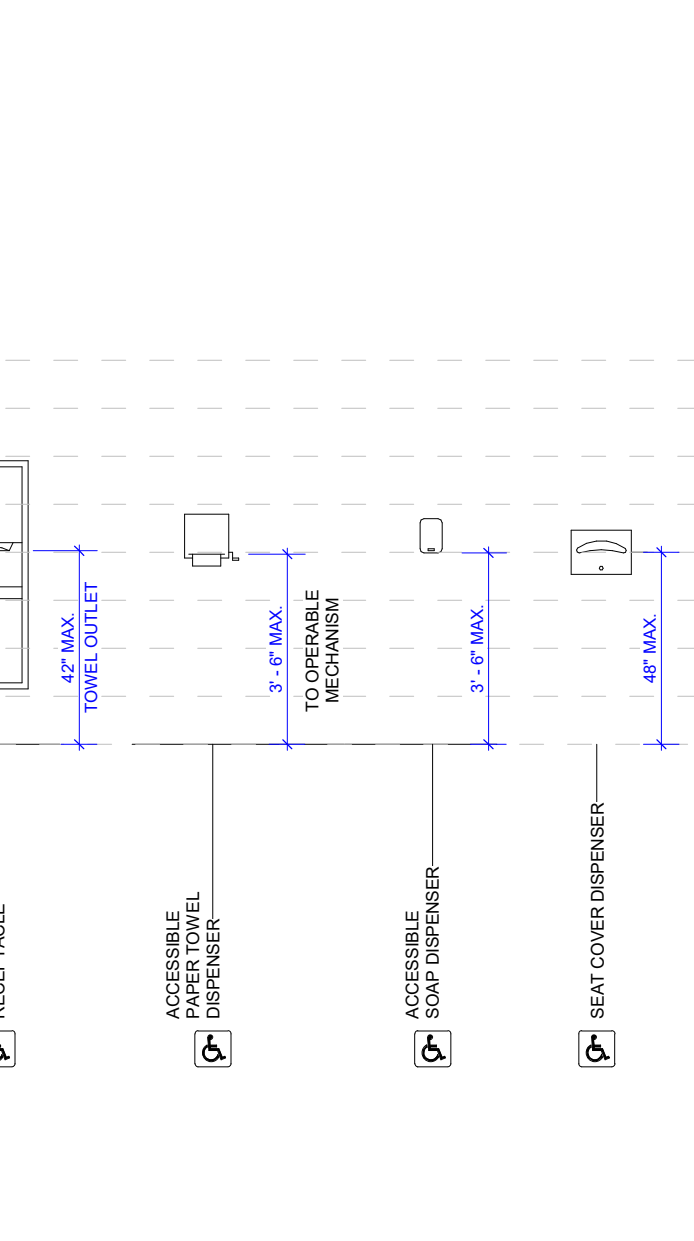 42" MAX.
TOWEL OUTLET
3' - 6" MAX.
TO OPERABLE
MECHANISM
3' - 6" MAX.
48" MAX.
ACCESSIBLE
PAPER TOWEL
DISPENSER
ACCESSIBLE
SOAP DISPENSER
SEAT COVER DISPENSER